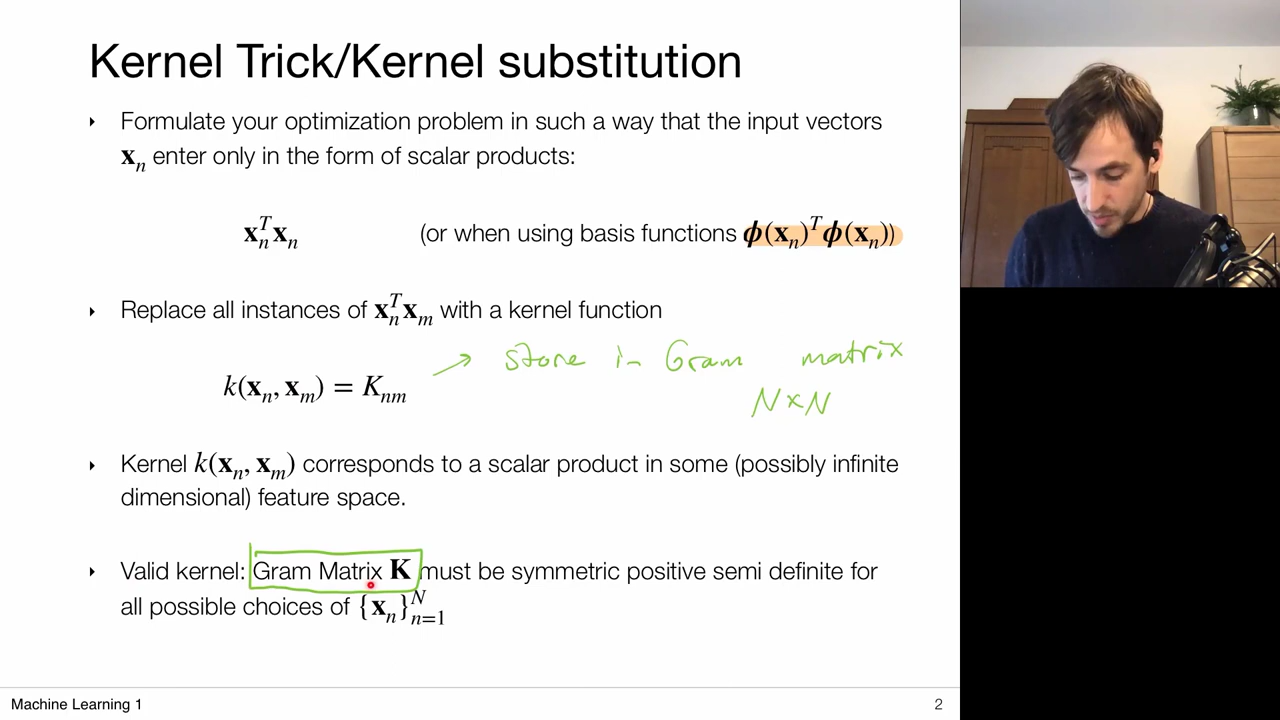 Kernel Trick/Kernel substitution
‣ Formulate your optimization problem in such a way that the input vectors
𝐱ₙ enter only in the form of scalar products:
𝐱ₙᵀ𝐱ₙ (or when using basis functions 𝛟(𝐱ₙ)ᵀ𝛟(𝐱ₙ))
‣ Replace all instances of 𝐱ₙᵀ𝐱ₘ with a kernel function
→ store in Gram matrix
k(𝐱ₙ, 𝐱ₘ) = Kₙₘ
N×N
‣ Kernel k(𝐱ₙ, 𝐱ₘ) corresponds to a scalar product in some (possibly infinite
dimensional) feature space.
‣ Valid kernel: Gram Matrix 𝐊 must be symmetric positive semi definite for
all possible choices of {𝐱ₙ}ₙ₌₁ᴺ
Machine Learning 1
2